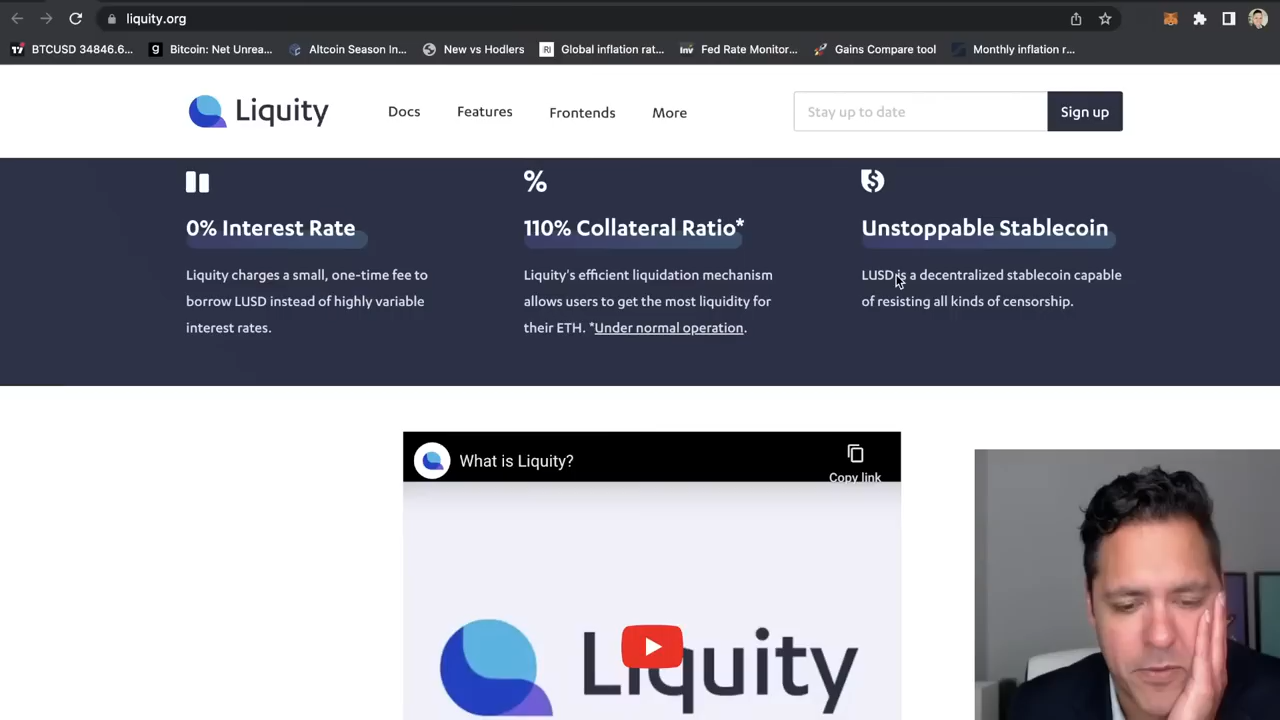 liquity.org
BTCUSD 34846.6... Bitcoin: Net Unrea... Altcoin Season In... New vs Hodlers Global inflation rat... Fed Rate Monitor... Gains Compare tool Monthly inflation r...
Liquity Docs Features Frontends More Stay up to date Sign up
0% Interest Rate
Liquity charges a small, one-time fee to
borrow LUSD instead of highly variable
interest rates.
%
110% Collateral Ratio*
Liquity's efficient liquidation mechanism
allows users to get the most liquidity for
their ETH. *Under normal operation.
$
Unstoppable Stablecoin
LUSD is a decentralized stablecoin capable
of resisting all kinds of censorship.
What is Liquity?
Copy link
Liquity